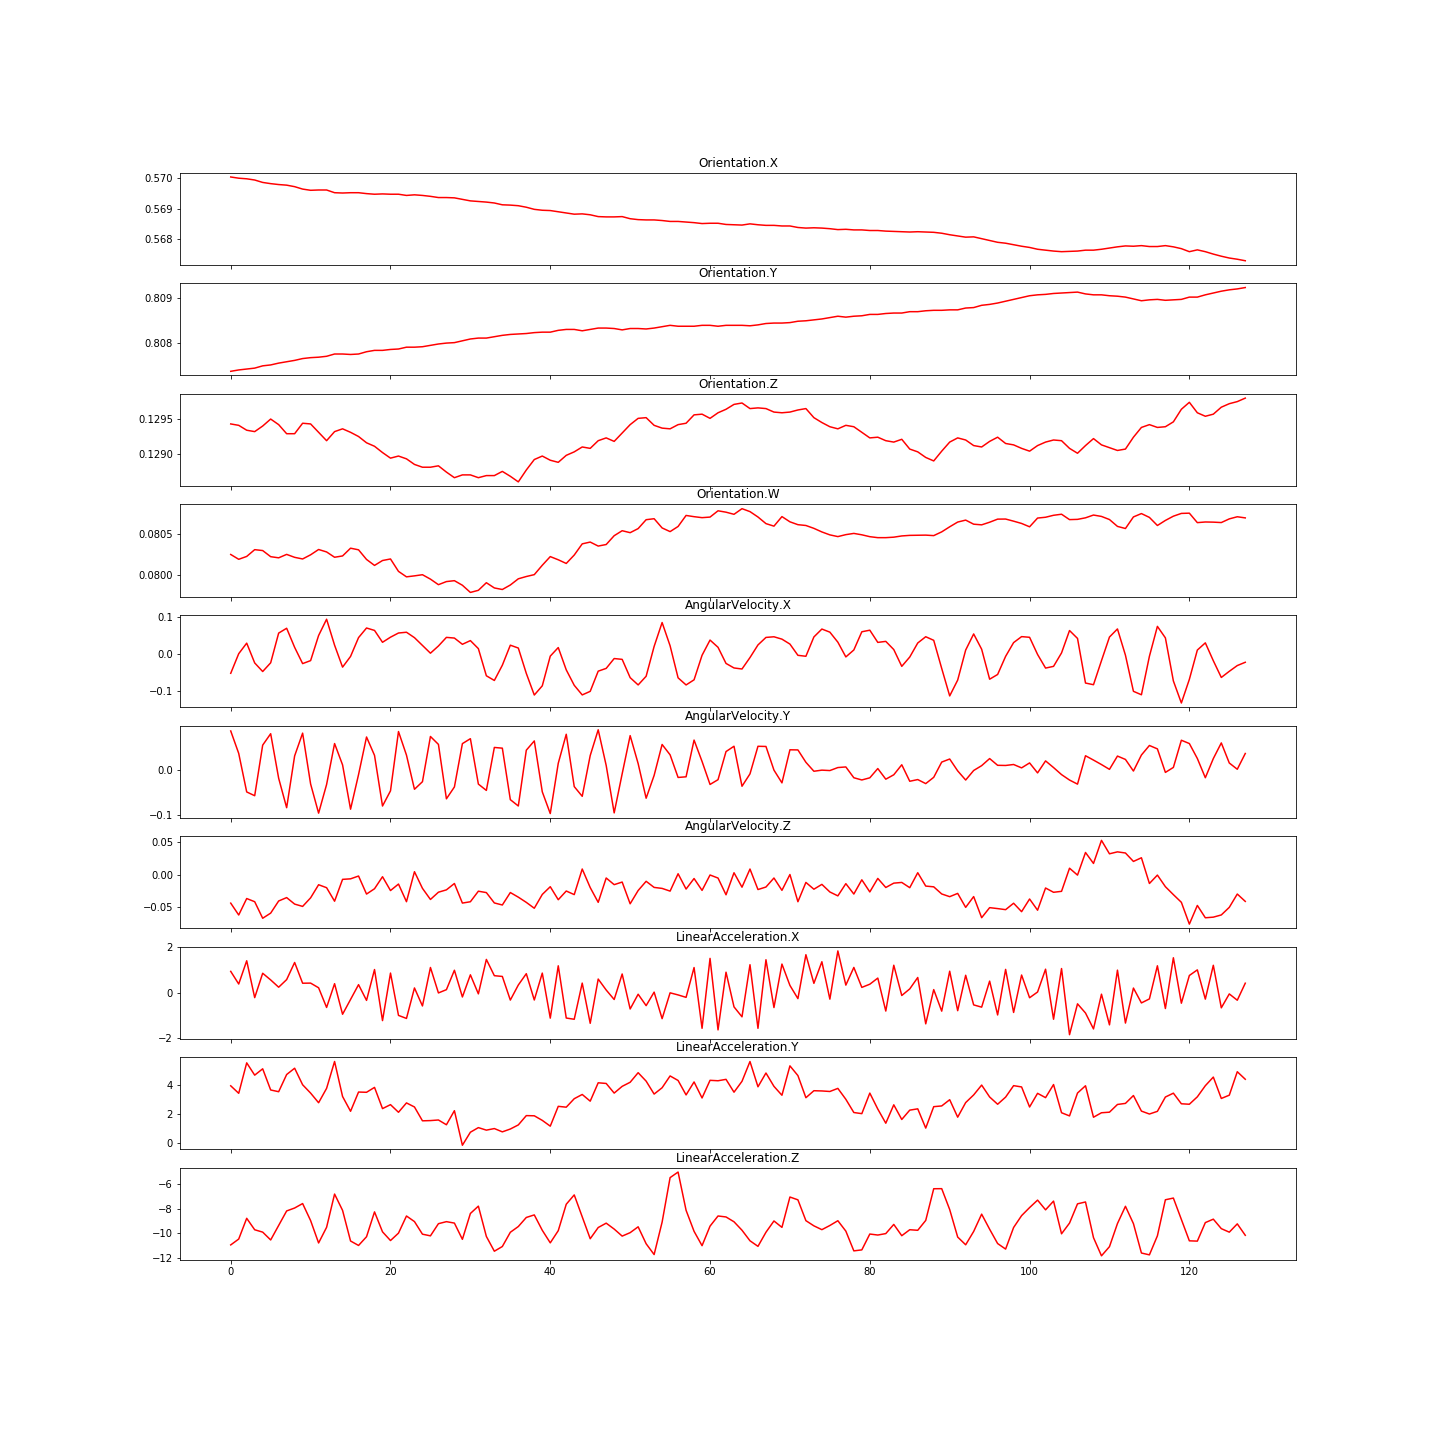 Orientation.X
0.570
0.569
0.568
Orientation.Y
0.809
0.808
Orientation.Z
0.1295
0.1290
Orientation.W
0.0805
0.0800
AngularVelocity.X
0.1
0.0
−0.1
AngularVelocity.Y
0.0
−0.1
AngularVelocity.Z
0.05
0.00
−0.05
LinearAcceleration.X
2
0
−2
LinearAcceleration.Y
4
2
0
LinearAcceleration.Z
−6
−8
−10
−12
0 20 40 60 80 100 120